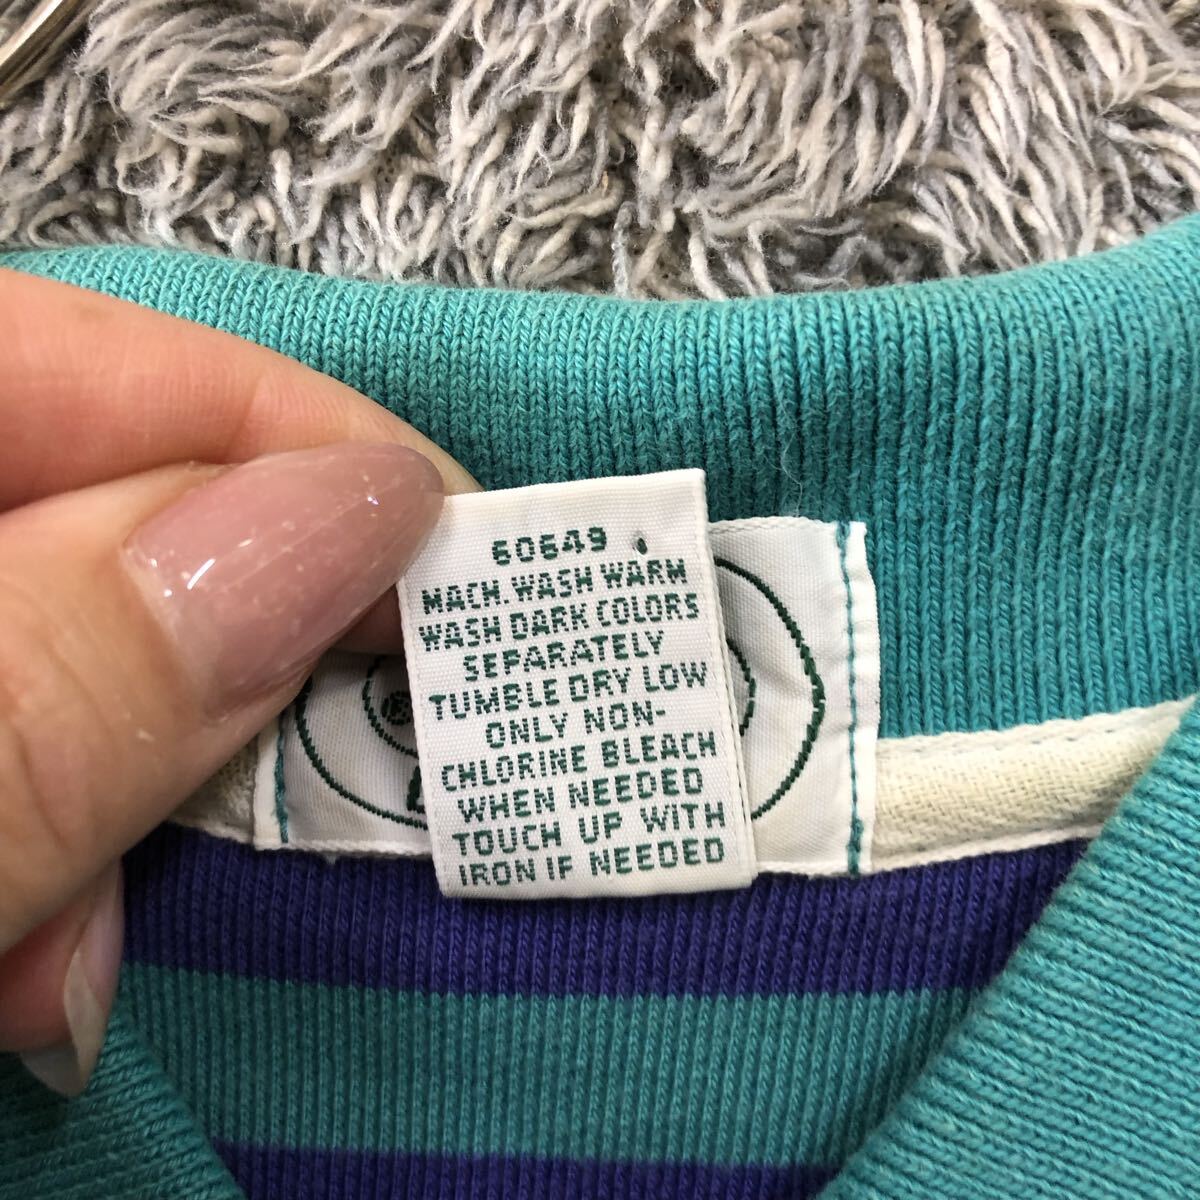 60649
MACH. WASH WARM
WASH DARK COLORS
SEPARATELY
TUMBLE DRY LOW
ONLY NON-
CHLORINE BLEACH
WHEN NEEDED
TOUCH UP WITH
IRON IF NEEDED